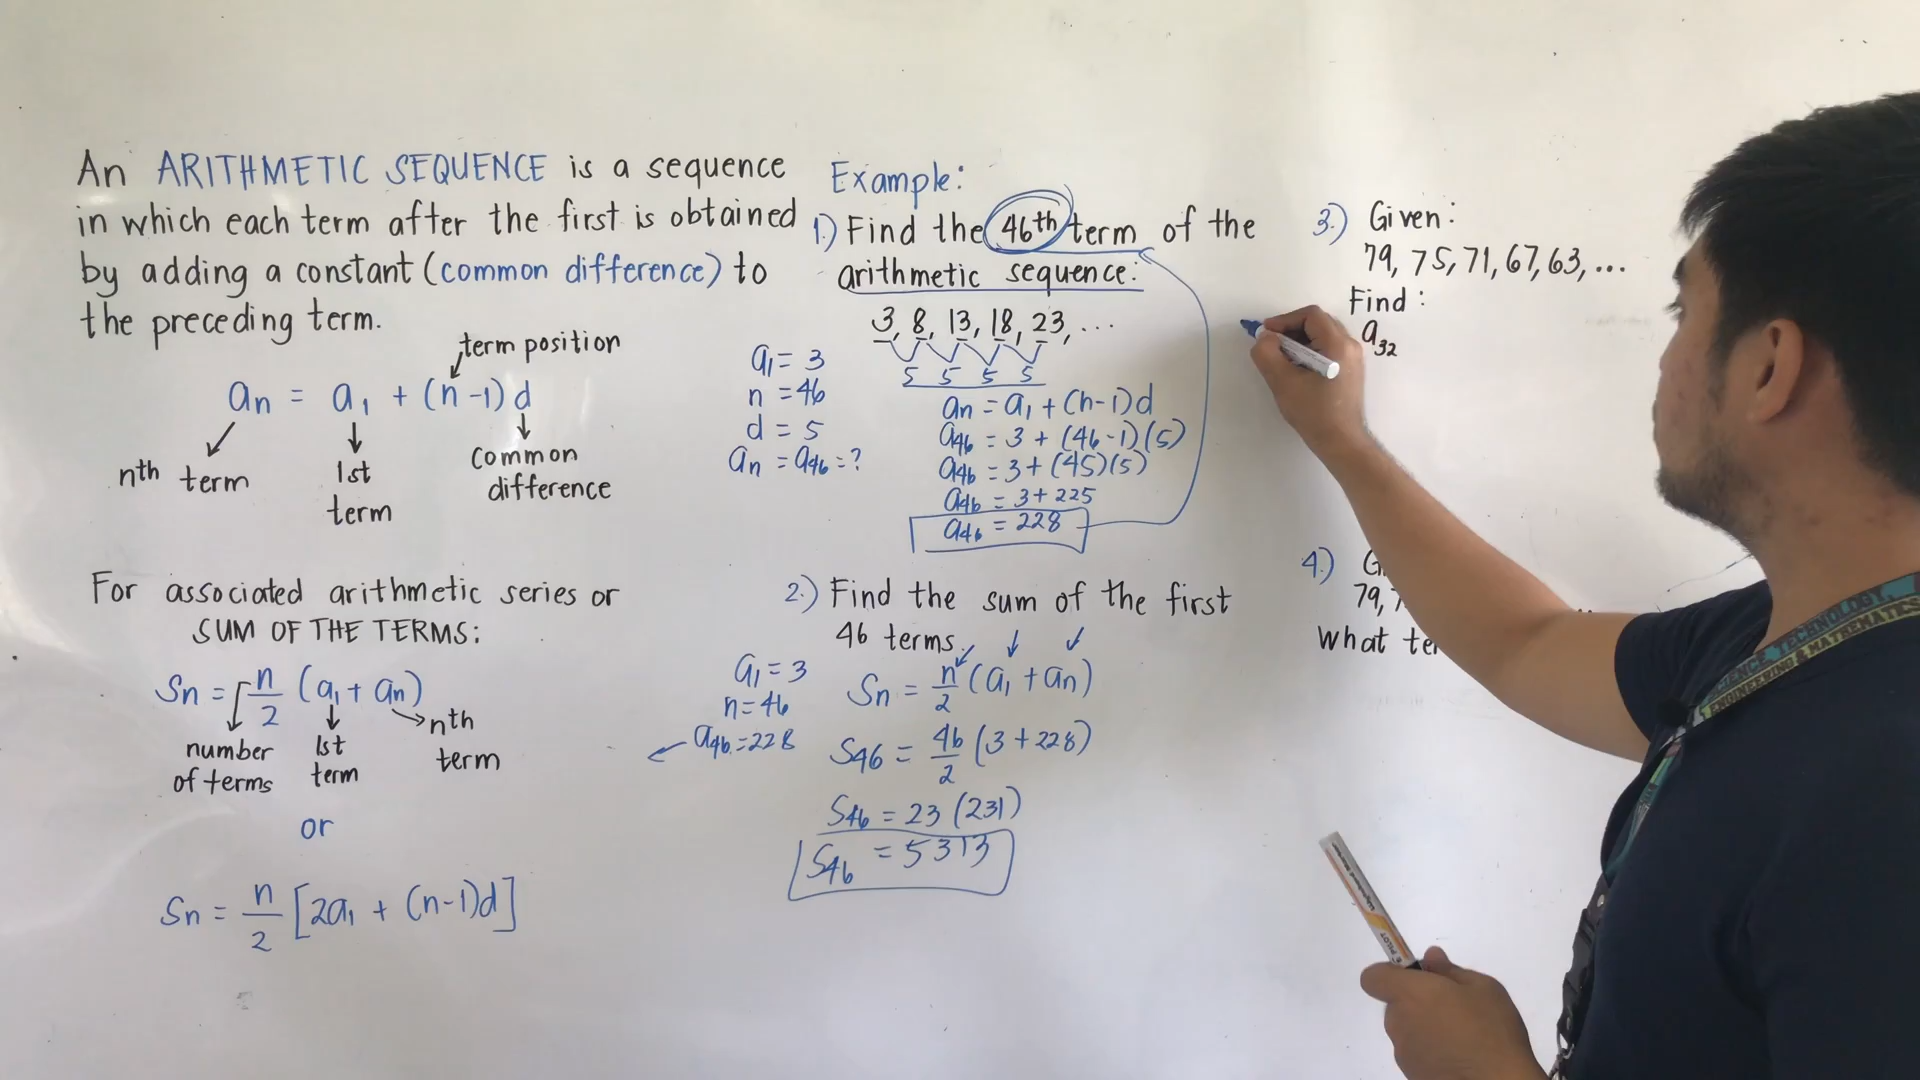 An ARITHMETIC SEQUENCE is a sequence
in which each term after the first is obtained
by adding a constant (common difference) to
the preceding term.
term position
an = a1 + (n-1)d
nth term
1st term
common difference
For associated arithmetic series or
SUM OF THE TERMS:
Sn = n/2 (a1 + an)
number of terms
1st term
nth term
or
Sn = n/2 [2a1 + (n-1)d]
Example:
1.) Find the 46th term of the
arithmetic sequence:
3, 8, 13, 18, 23, ...
5 5 5 5
a1 = 3
n = 46
d = 5
an = a46 = ?
an = a1 + (n-1)d
a46 = 3 + (46-1)(5)
a46 = 3 + (45)(5)
a46 = 3 + 225
a46 = 228
2.) Find the sum of the first
46 terms.
a1 = 3
n = 46
a46 = 228
Sn = n/2 (a1 + an)
S46 = 46/2 (3 + 228)
S46 = 23 (231)
S46 = 5313
3.) Given:
79, 75, 71, 67, 63, ...
Find:
a32
4.)
79,
What
SCIENCE, TECHNOLOGY,
ENGINEERING & MATHEMATICS
PILOT